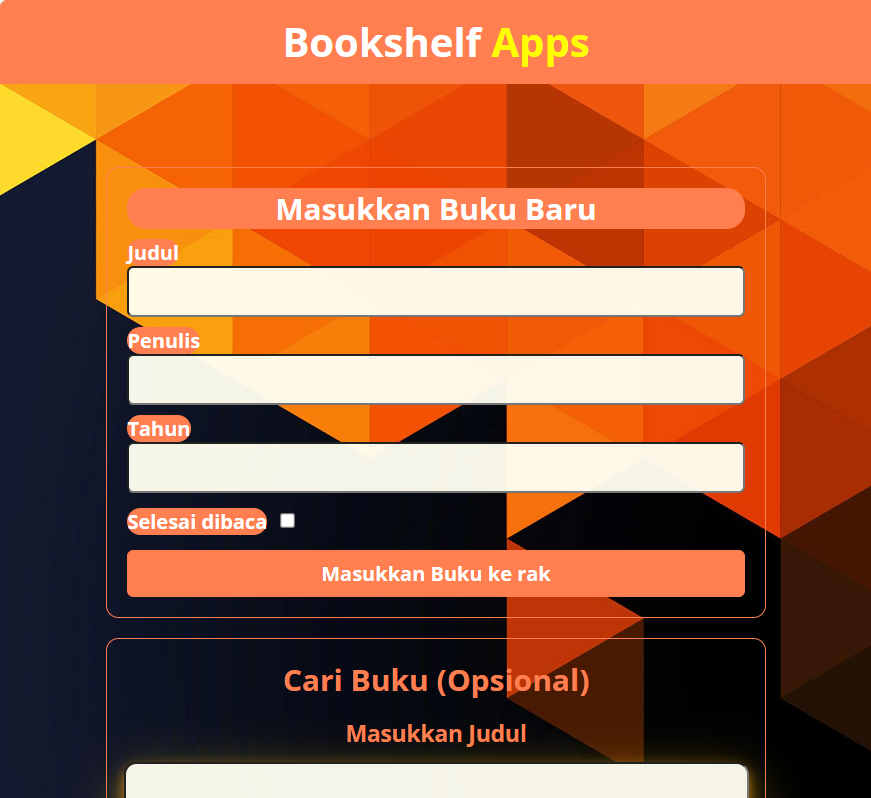 Bookshelf Apps
Masukkan Buku Baru
Judul
Penulis
Tahun
Selesai dibaca
Masukkan Buku ke rak
Cari Buku (Opsional)
Masukkan Judul